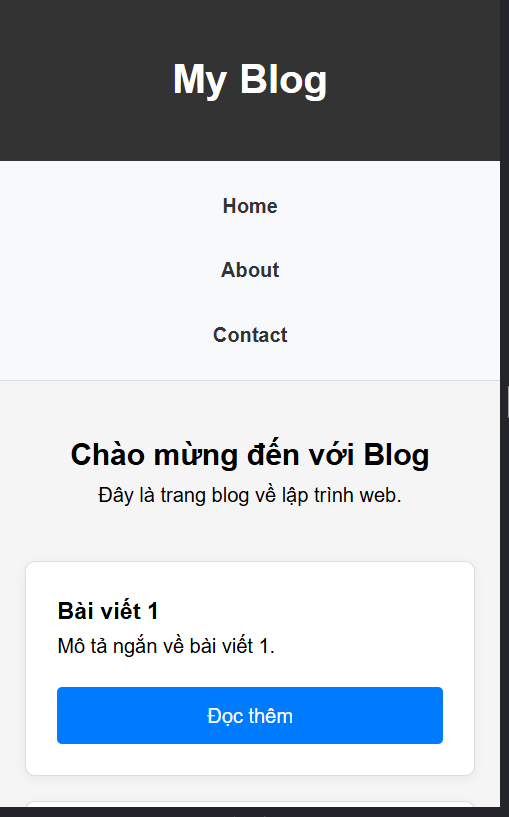 My Blog
Home
About
Contact
Chào mừng đến với Blog
Đây là trang blog về lập trình web.
Bài viết 1
Mô tả ngắn về bài viết 1.
Đọc thêm